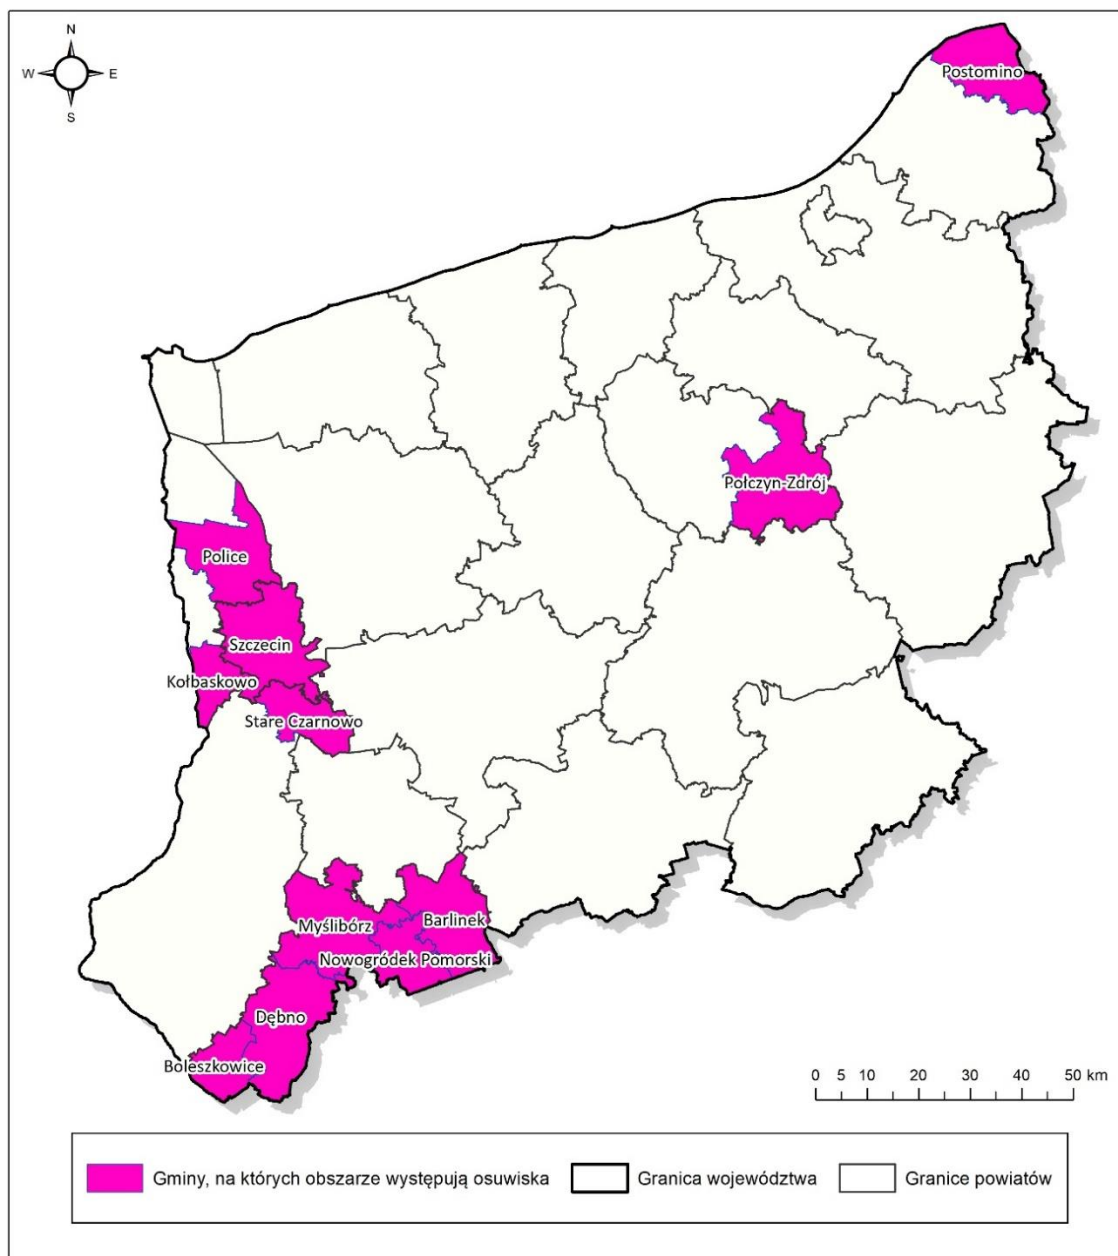 N
W E
S
Postomino
Połczyn-Zdrój
Police
Szczecin
Kołbaskowo
Stare Czarnowo
Barlinek
Myślibórz
Nowogródek Pomorski
Dębno
Boleszkowice
0 5 10 20 30 40 50 km
Gminy, na których obszarze występują osuwiska Granica województwa Granice powiatów